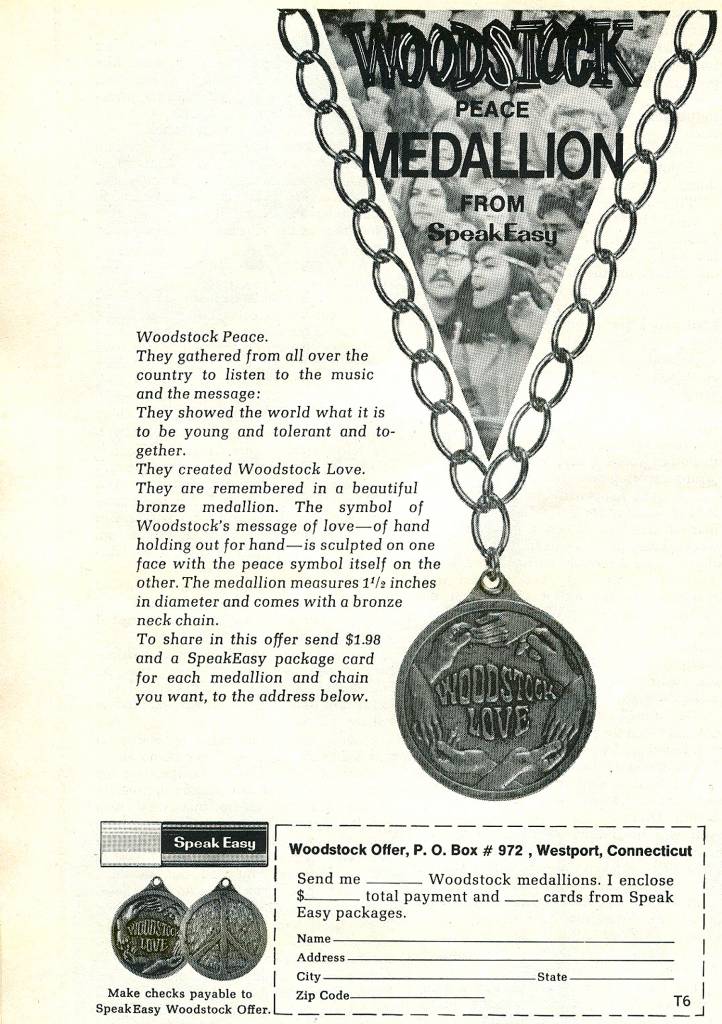 WOODSTOCK
PEACE
MEDALLION
FROM
SpeakEasy
Woodstock Peace.
They gathered from all over the
country to listen to the music
and the message:
They showed the world what it is
to be young and tolerant and to-
gether.
They created Woodstock Love.
They are remembered in a beautiful
bronze medallion. The symbol of
Woodstock's message of love—of hand
holding out for hand—is sculpted on one
face with the peace symbol itself on the
other. The medallion measures 1½ inches
in diameter and comes with a bronze
neck chain.
To share in this offer send $1.98
and a SpeakEasy package card
for each medallion and chain
you want, to the address below.
WOODSTOCK
LOVE
Speak Easy
WOODSTOCK
LOVE
Make checks payable to
SpeakEasy Woodstock Offer.
Woodstock Offer, P. O. Box # 972 , Westport, Connecticut
Send me ______ Woodstock medallions. I enclose
$______ total payment and ____ cards from Speak
Easy packages.
Name
Address
City State
Zip Code
T6